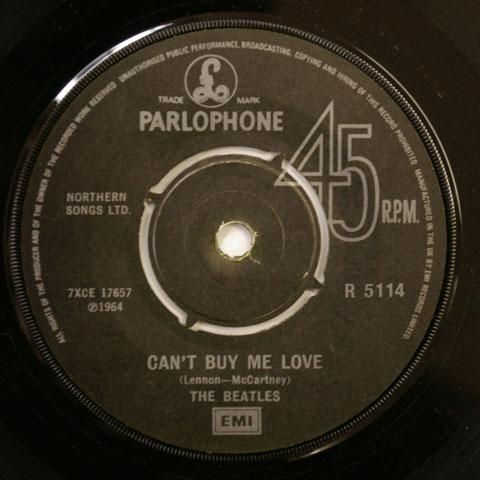 ALL RIGHTS OF THE PRODUCER AND OF THE OWNER OF THE RECORDED WORK RESERVED UNAUTHORISED PUBLIC PERFORMANCE, BROADCASTING, COPYING AND HIRING OF THIS RECORD PROHIBITED MANUFACTURED IN THE U.K. BY EMI RECORDS LIMITED
£
TRADE MARK
PARLOPHONE
45 R.P.M.
NORTHERN
SONGS LTD.
7XCE 17657
℗1964
R 5114
CAN'T BUY ME LOVE
(Lennon—McCartney)
THE BEATLES
EMI